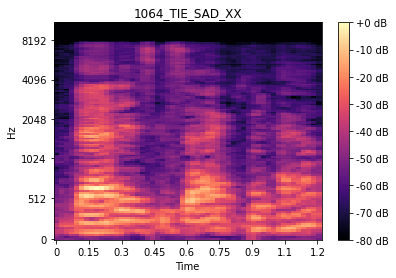 1064_TIE_SAD_XX
8192
4096
2048
1024
512
0
Hz
0
0.15
0.3
0.45
0.6
0.75
0.9
1.1
1.2
Time
+0 dB
-10 dB
-20 dB
-30 dB
-40 dB
-50 dB
-60 dB
-70 dB
-80 dB